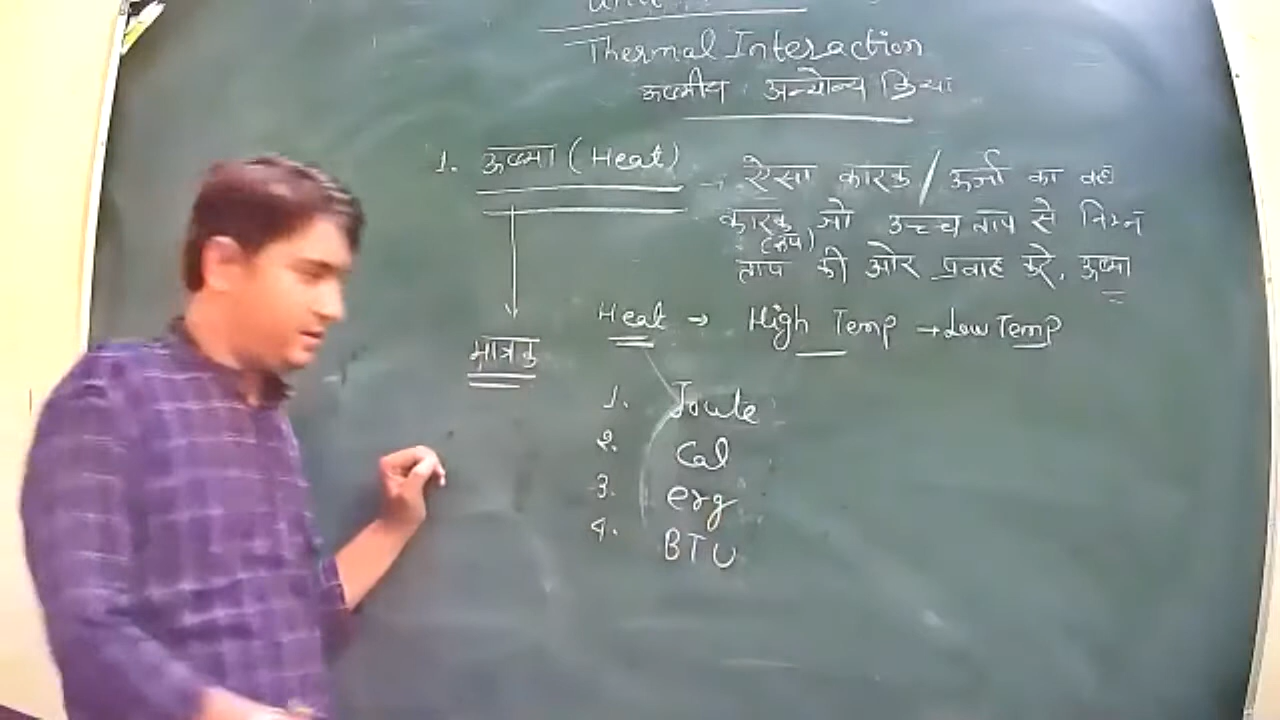 Thermal Interaction
ऊष्मीय अन्योन्य क्रिया
1. ऊष्मा (Heat) → ऐसा कारक / ऊर्जा का वह
कारक जो उच्च ताप से निम्न
(रूप)
ताप की ओर प्रवाह करे, ऊष्मा
Heat → High Temp → Low Temp
मात्रक
1. Joule
2. Cal
3. erg
4. BTU